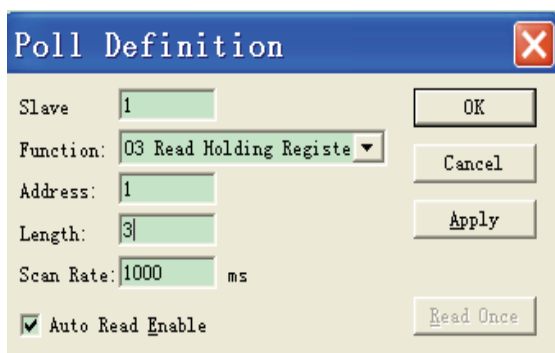 Poll Definition
Slave 1
OK
Function: 03 Read Holding Registe
Cancel
Address: 1
Apply
Length: 3
Scan Rate: 1000 ms
Auto Read Enable
Read Once